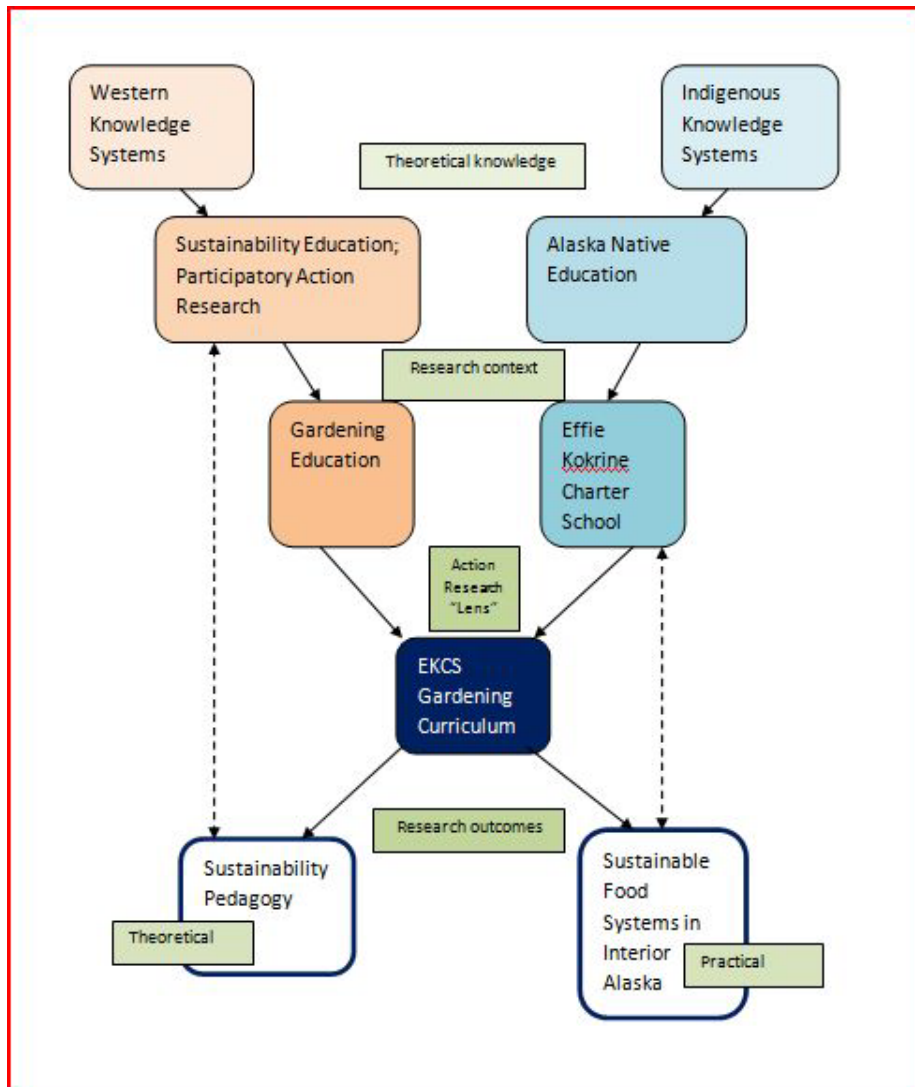 Western
Knowledge
Systems
Indigenous
Knowledge
Systems
Theoretical knowledge
Sustainability Education;
Participatory Action
Research
Alaska Native
Education
Research context
Gardening
Education
Effie
Kokrine
Charter
School
Action
Research
"Lens"
EKCS
Gardening
Curriculum
Research outcomes
Sustainability
Pedagogy
Theoretical
Sustainable
Food
Systems in
Interior
Alaska
Practical